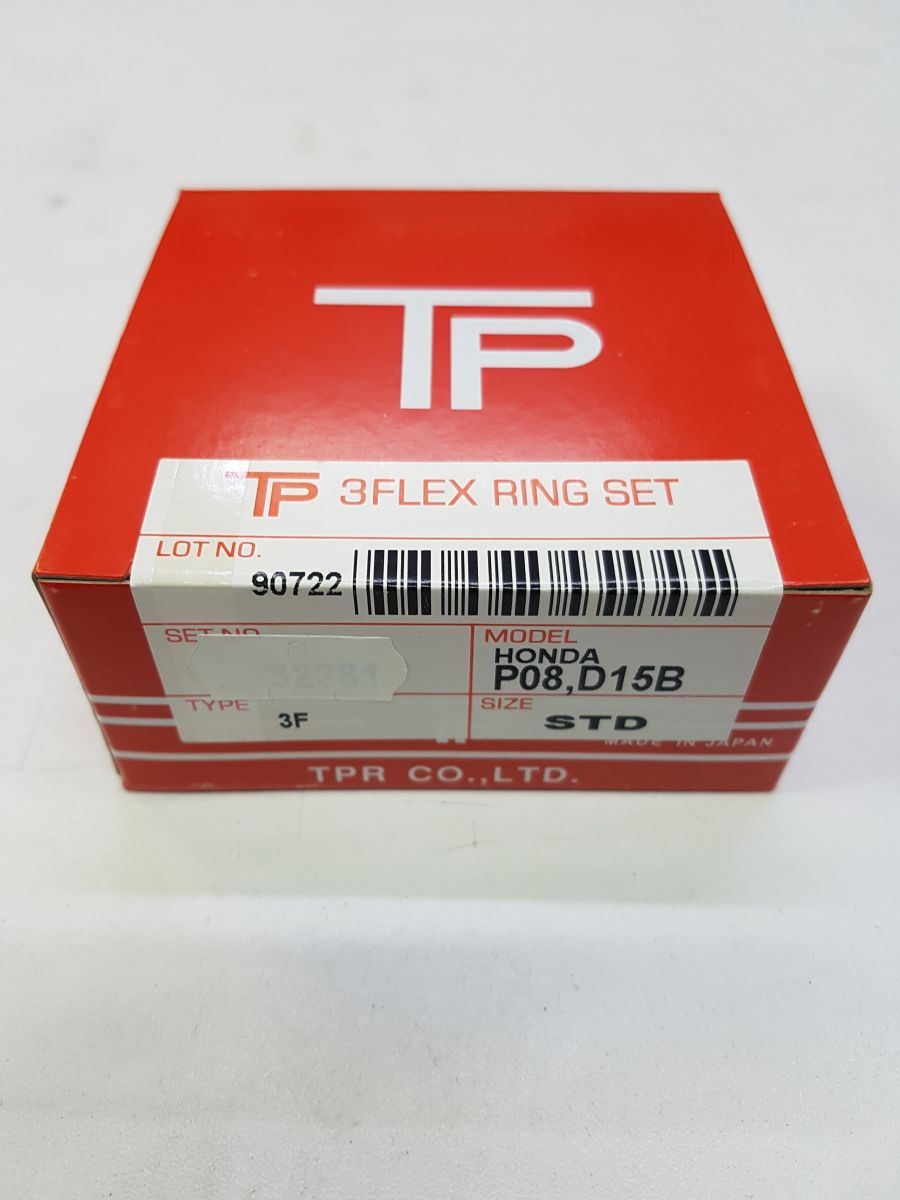 TP
TP 3FLEX RING SET
LOT NO.
90722
SET NO
MODEL
HONDA
P08,D15B
TYPE
3F
SIZE
STD
MADE IN JAPAN
TPR CO.,LTD.